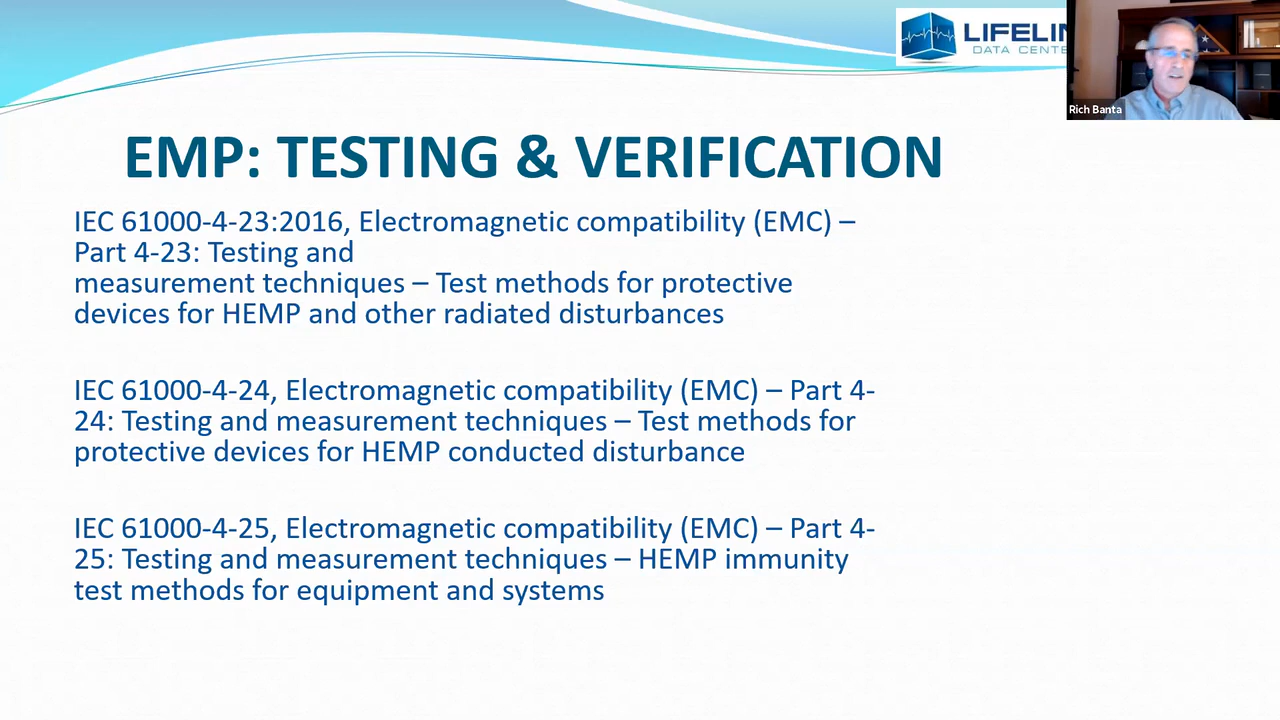 LIFELIN
DATA CENTE
Rich Banta
EMP: TESTING & VERIFICATION
IEC 61000-4-23:2016, Electromagnetic compatibility (EMC) –
Part 4-23: Testing and
measurement techniques – Test methods for protective
devices for HEMP and other radiated disturbances
IEC 61000-4-24, Electromagnetic compatibility (EMC) – Part 4-
24: Testing and measurement techniques – Test methods for
protective devices for HEMP conducted disturbance
IEC 61000-4-25, Electromagnetic compatibility (EMC) – Part 4-
25: Testing and measurement techniques – HEMP immunity
test methods for equipment and systems